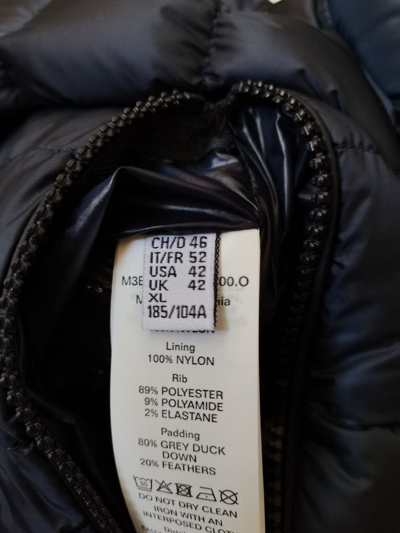 CH/D 46
IT/FR 52
USA 42
UK 42
XL
185/104A
Lining
100% NYLON
Rib
89% POLYESTER
9% POLYAMIDE
2% ELASTANE
Padding
80% GREY DUCK
DOWN
20% FEATHERS
DO NOT DRY CLEAN
IRON WITH AN
INTERPOSED CLOT